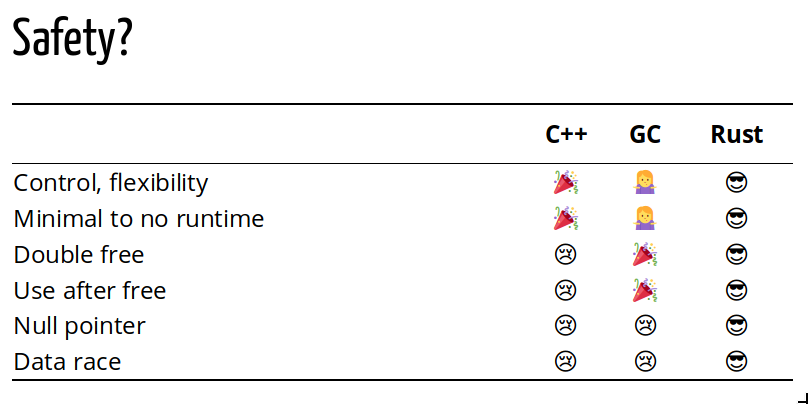 Safety?
C++ GC Rust
Control, flexibility 🎉 🤷‍♀️ 😎
Minimal to no runtime 🎉 🤷‍♀️ 😎
Double free 😢 🎉 😎
Use after free 😢 🎉 😎
Null pointer 😢 😢 😎
Data race 😢 😢 😎